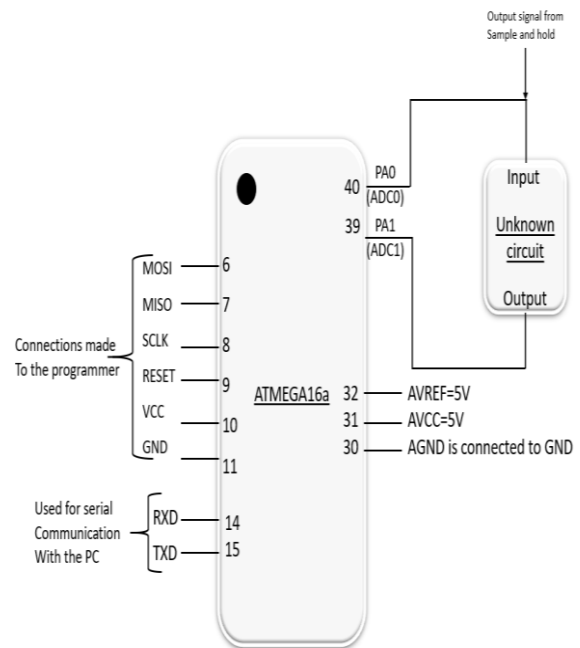 Output signal from
Sample and hold
40
PA0
(ADC0)
39
PA1
(ADC1)
Input
Unknown
circuit
Output
MOSI
6
MISO
7
SCLK
8
RESET
9
VCC
10
GND
11
Connections made
To the programmer
ATMEGA16a
32
AVREF=5V
31
AVCC=5V
30
AGND is connected to GND
Used for serial
Communication
With the PC
RXD
14
TXD
15